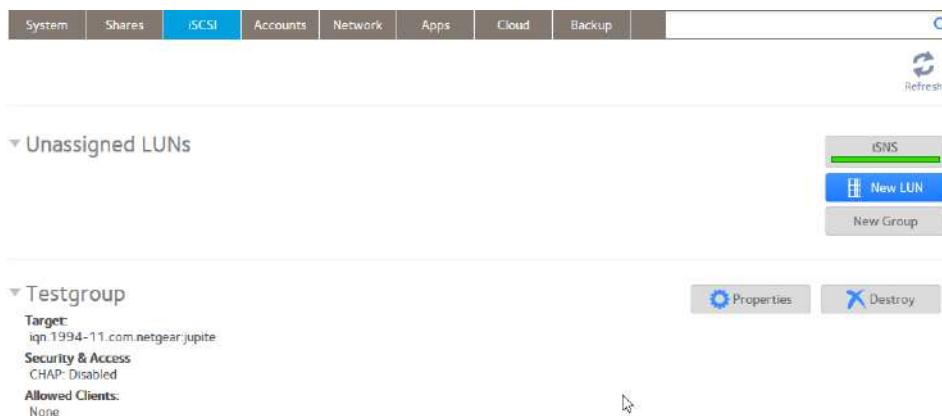 System Shares iSCSI Accounts Network Apps Cloud Backup
Refresh
Unassigned LUNs
iSNS
New LUN
New Group
Testgroup
Properties Destroy
Target:
iqn.1994-11.com.netgear:jupite
Security & Access
CHAP: Disabled
Allowed Clients:
None